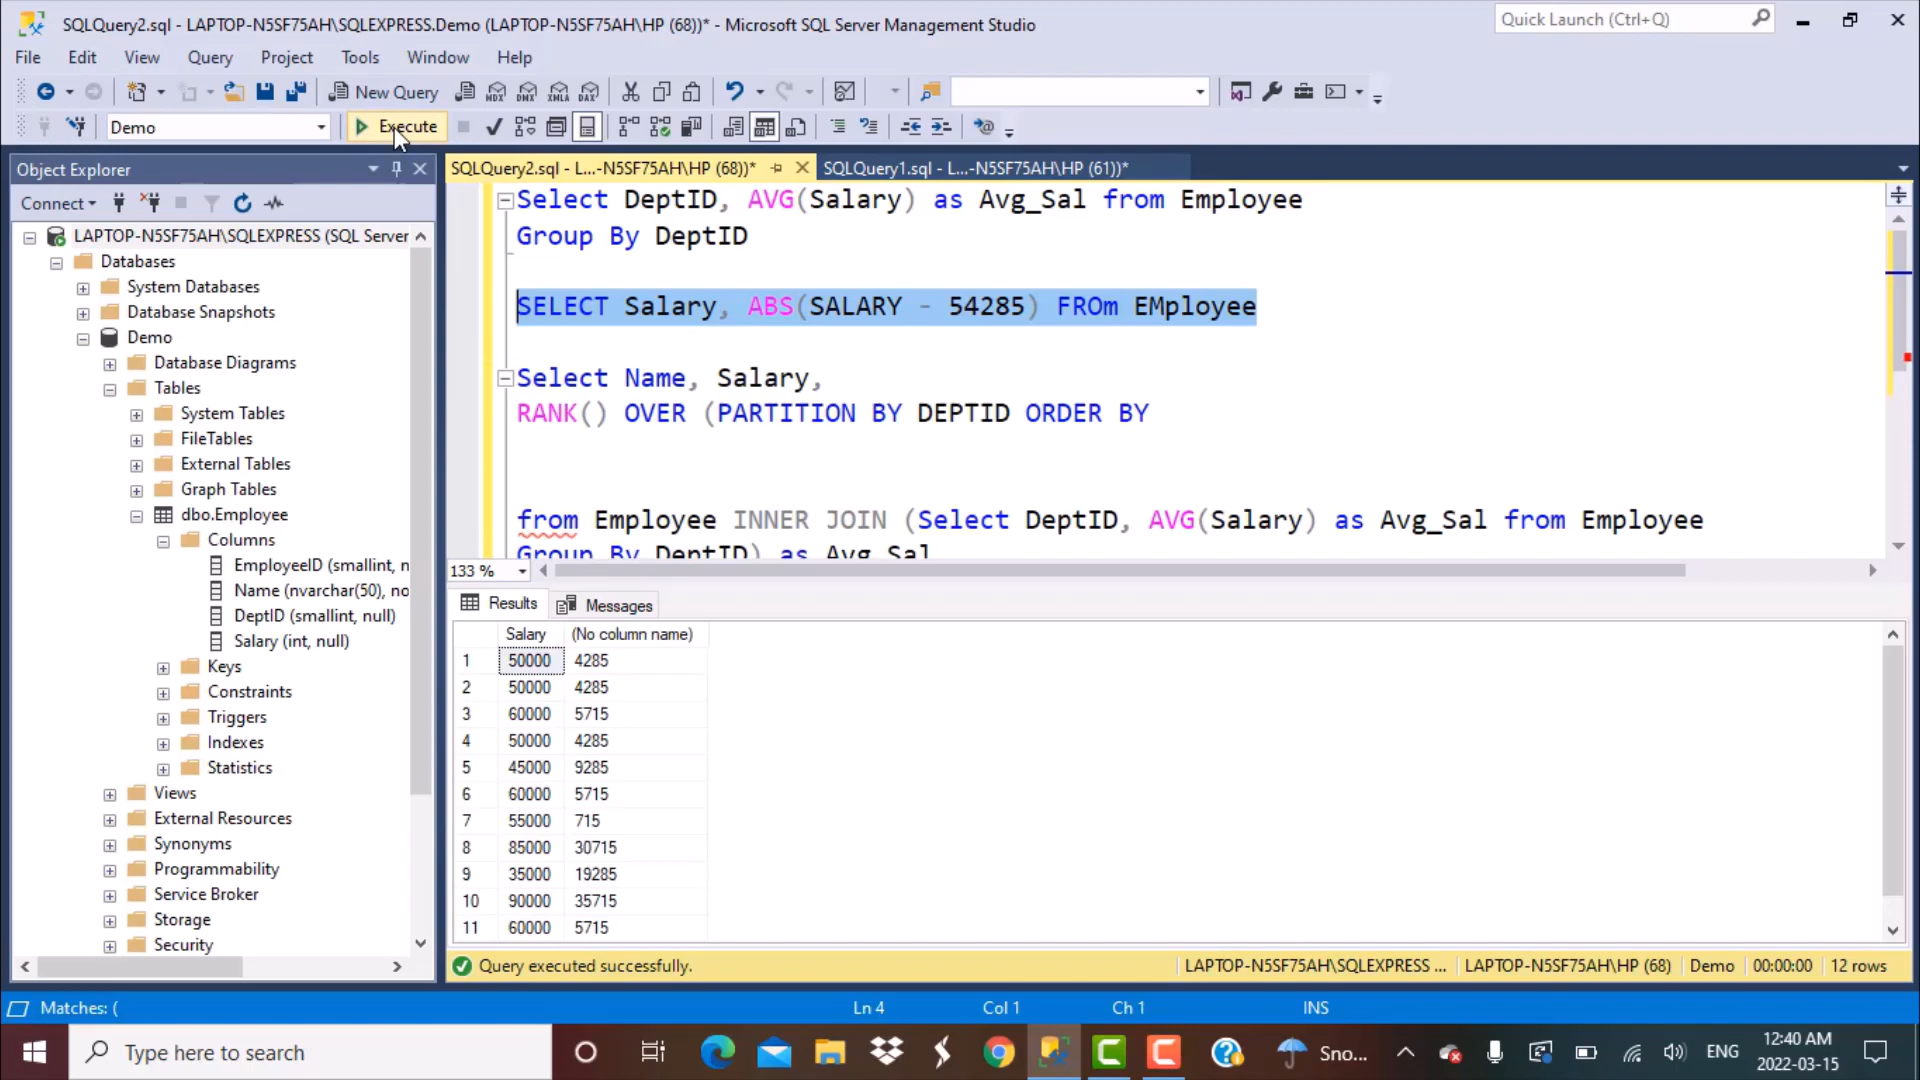 SQLQuery2.sql - LAPTOP-N5SF75AH\SQLEXPRESS.Demo (LAPTOP-N5SF75AH\HP (68))* - Microsoft SQL Server Management Studio
Quick Launch (Ctrl+Q)
File Edit View Query Project Tools Window Help
New Query
MDX DMX XMLA DAX
Demo
Execute
Object Explorer
SQLQuery2.sql - L...-N5SF75AH\HP (68))*
SQLQuery1.sql - L...-N5SF75AH\HP (61))*
Connect
LAPTOP-N5SF75AH\SQLEXPRESS (SQL Server
Databases
System Databases
Database Snapshots
Demo
Database Diagrams
Tables
System Tables
FileTables
External Tables
Graph Tables
dbo.Employee
Columns
EmployeeID (smallint, n
Name (nvarchar(50), no
DeptID (smallint, null)
Salary (int, null)
Keys
Constraints
Triggers
Indexes
Statistics
Views
External Resources
Synonyms
Programmability
Service Broker
Storage
Security
Select DeptID, AVG(Salary) as Avg_Sal from Employee
Group By DeptID
SELECT Salary, ABS(SALARY - 54285) FROm EMployee
Select Name, Salary,
RANK() OVER (PARTITION BY DEPTID ORDER BY
from Employee INNER JOIN (Select DeptID, AVG(Salary) as Avg_Sal from Employee
Group By DeptID) as Avg_Sal
133 %
Results Messages
Salary (No column name)
1 50000 4285
2 50000 4285
3 60000 5715
4 50000 4285
5 45000 9285
6 60000 5715
7 55000 715
8 85000 30715
9 35000 19285
10 90000 35715
11 60000 5715
Query executed successfully.
LAPTOP-N5SF75AH\SQLEXPRESS ... LAPTOP-N5SF75AH\HP (68) Demo 00:00:00 12 rows
Matches: (
Ln 4 Col 1 Ch 1 INS
Type here to search
Sno...
ENG
12:40 AM
2022-03-15